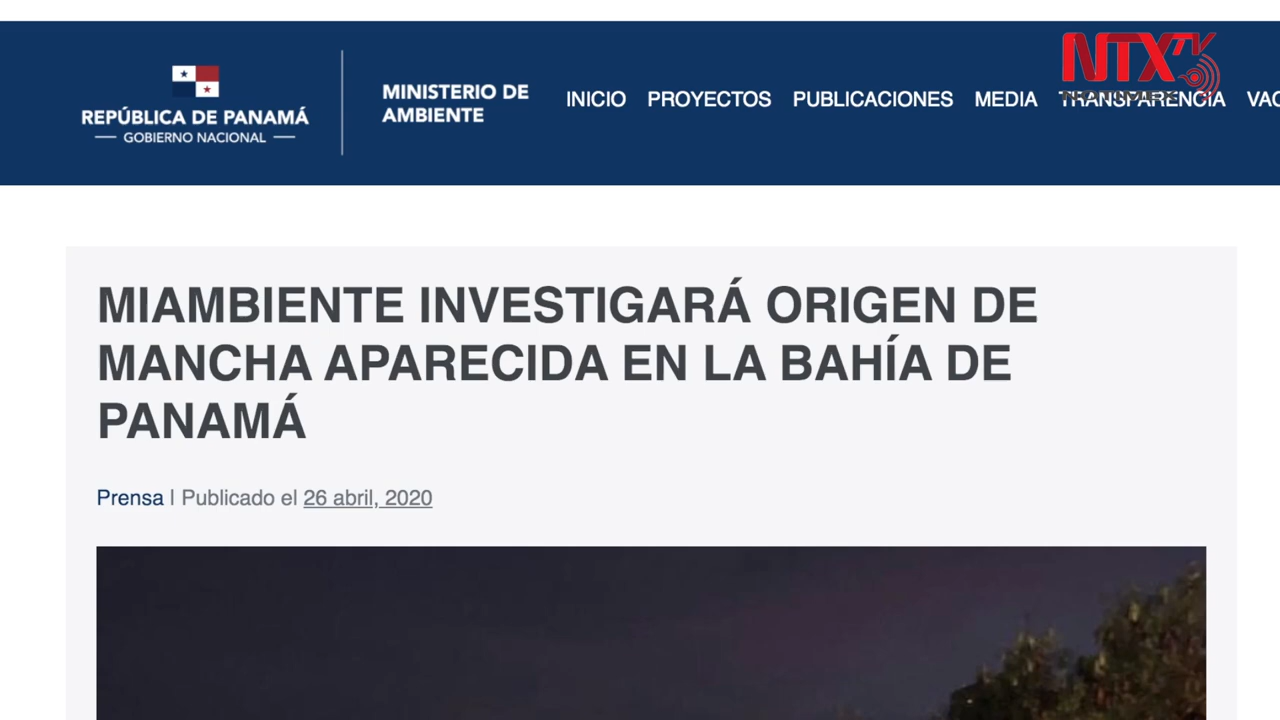 REPÚBLICA DE PANAMÁ
GOBIERNO NACIONAL
MINISTERIO DE
AMBIENTE
INICIO PROYECTOS PUBLICACIONES MEDIA TRANSPARENCIA
NTX TV
NOTIMEX
MIAMBIENTE INVESTIGARÁ ORIGEN DE
MANCHA APARECIDA EN LA BAHÍA DE
PANAMÁ
Prensa | Publicado el 26 abril, 2020